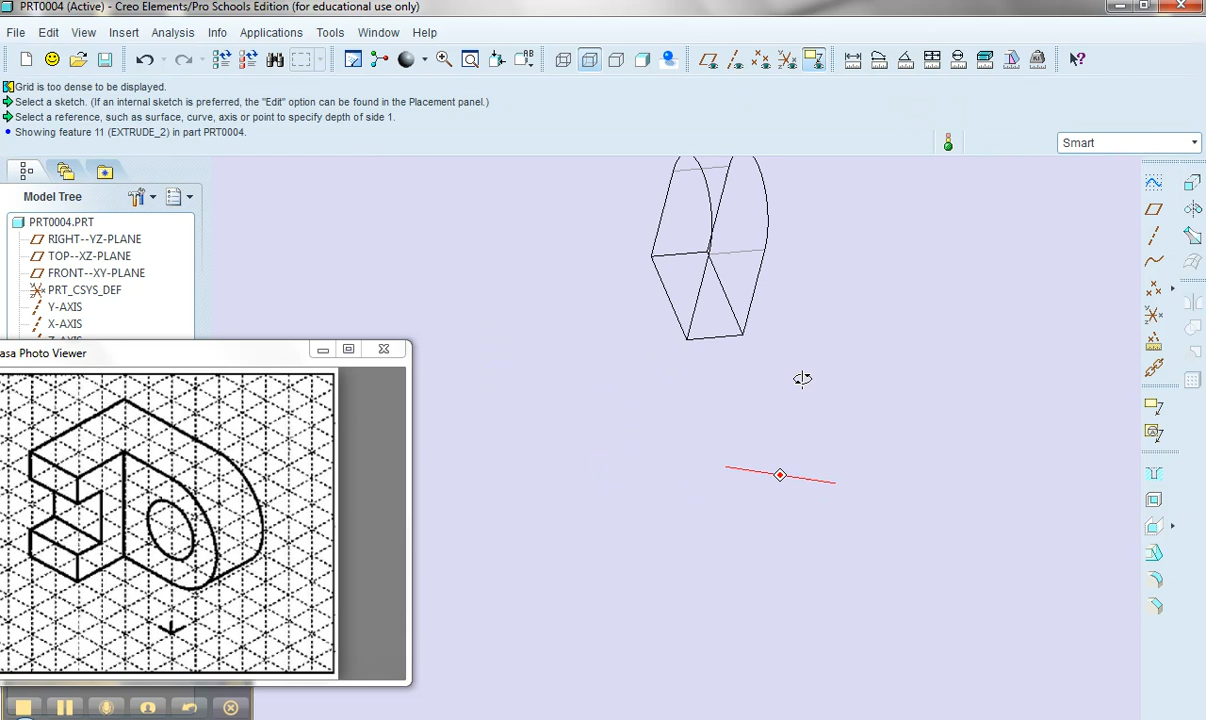 PRT0004 (Active) - Creo Elements/Pro Schools Edition (for educational use only)
File Edit View Insert Analysis Info Applications Tools Window Help
Grid is too dense to be displayed.
Select a sketch. (If an internal sketch is preferred, the "Edit" option can be found in the Placement panel.)
Select a reference, such as surface, curve, axis or point to specify depth of side 1.
Showing feature 11 (EXTRUDE_2) in part PRT0004.
Smart
Model Tree
PRT0004.PRT
RIGHT--YZ-PLANE
TOP--XZ-PLANE
FRONT--XY-PLANE
PRT_CSYS_DEF
Y-AXIS
X-AXIS
asa Photo Viewer